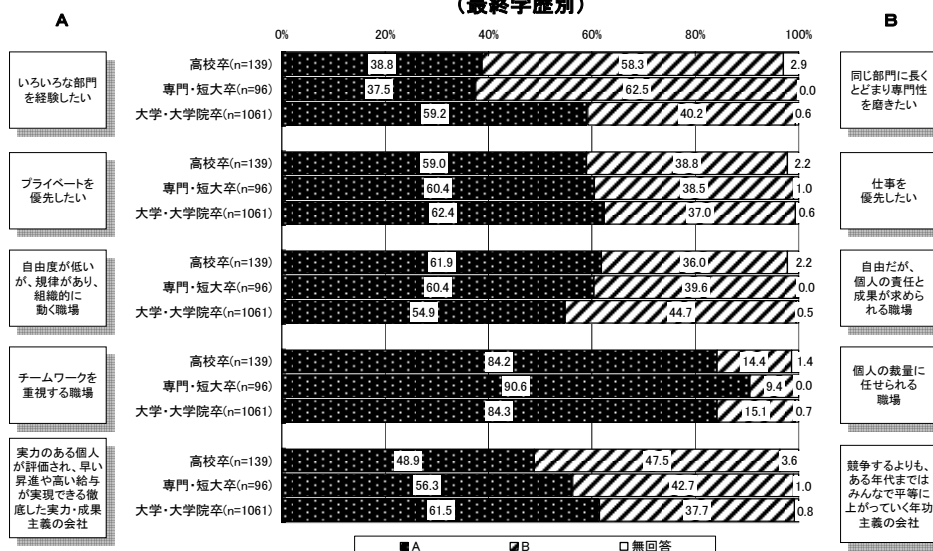 (最終学歴別)
A
B
0%
20%
40%
60%
80%
100%
いろいろな部門
を経験したい
高校卒(n=139)
38.8
58.3
2.9
専門・短大卒(n=96)
37.5
62.5
0.0
大学・大学院卒(n=1061)
59.2
40.2
0.6
同じ部門に長く
とどまり専門性
を磨きたい
プライベートを
優先したい
高校卒(n=139)
59.0
38.8
2.2
専門・短大卒(n=96)
60.4
38.5
1.0
大学・大学院卒(n=1061)
62.4
37.0
0.6
仕事を
優先したい
自由度が低い
が、規律があり、
組織的に
動く職場
高校卒(n=139)
61.9
36.0
2.2
専門・短大卒(n=96)
60.4
39.6
0.0
大学・大学院卒(n=1061)
54.9
44.7
0.5
自由だが、
個人の責任と
成果が求めら
れる職場
チームワークを
重視する職場
高校卒(n=139)
84.2
14.4
1.4
専門・短大卒(n=96)
90.6
9.4
0.0
大学・大学院卒(n=1061)
84.3
15.1
0.7
個人の裁量に
任せられる
職場
実力のある個人
が評価され、早い
昇進や高い給与
が実現できる徹
底した実力・成果
主義の会社
高校卒(n=139)
48.9
47.5
3.6
専門・短大卒(n=96)
56.3
42.7
1.0
大学・大学院卒(n=1061)
61.5
37.7
0.8
競争するよりも、
ある年代までは
みんなで平等に
上がっていく年功
主義の会社
A
B
無回答